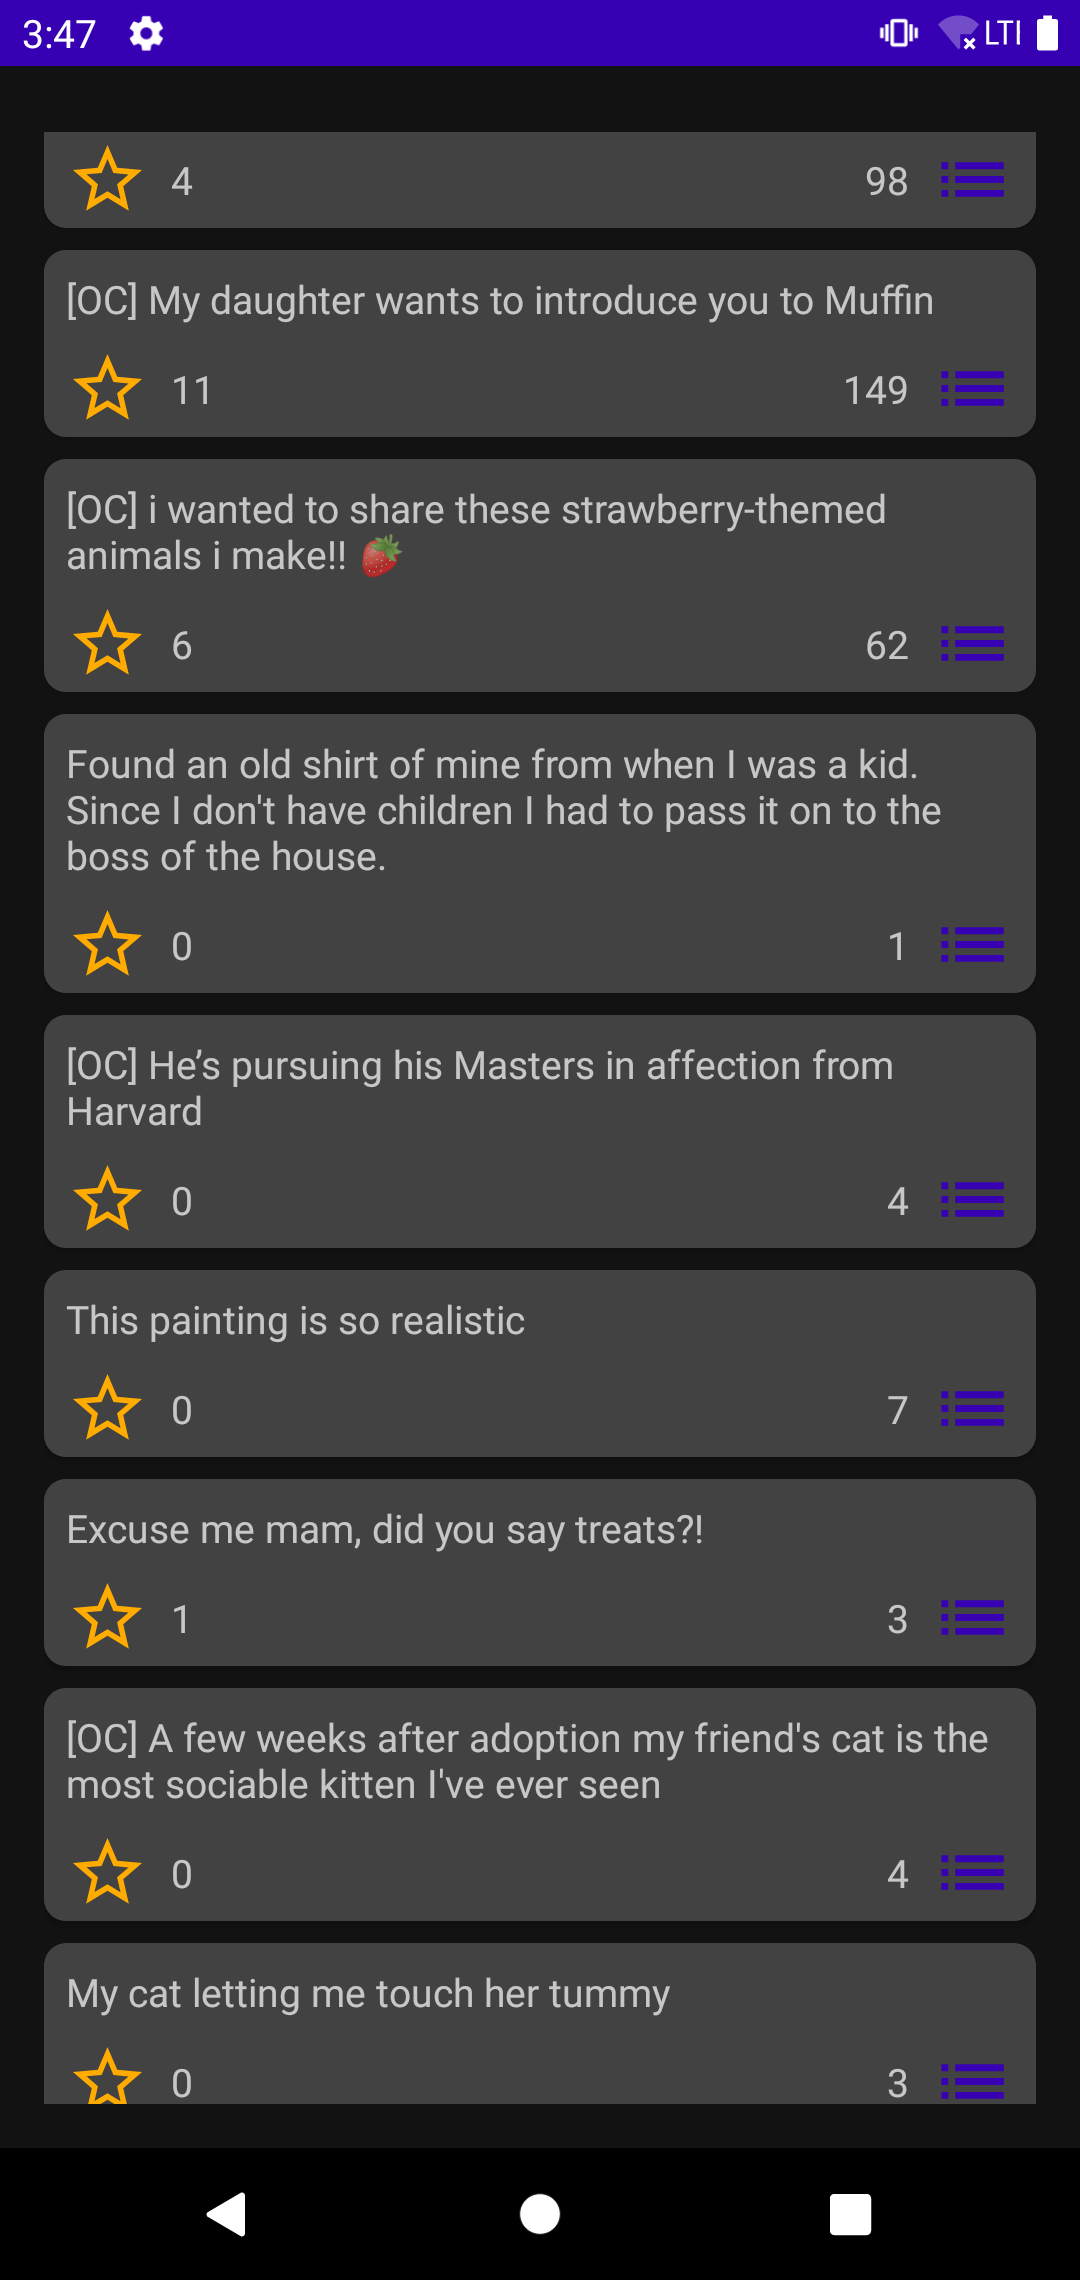 3:47 LTE
4 98
[OC] My daughter wants to introduce you to Muffin
11 149
[OC] i wanted to share these strawberry-themed
animals i make!! 🍓
6 62
Found an old shirt of mine from when I was a kid.
Since I don't have children I had to pass it on to the
boss of the house.
0 1
[OC] He’s pursuing his Masters in affection from
Harvard
0 4
This painting is so realistic
0 7
Excuse me mam, did you say treats?!
1 3
[OC] A few weeks after adoption my friend's cat is the
most sociable kitten I've ever seen
0 4
My cat letting me touch her tummy
0 3